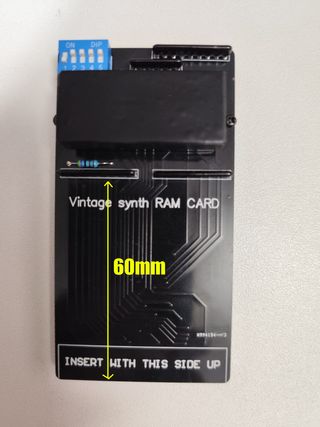 ON DIP
1 2 3 4 5
Vintage synth RAM CARD
60mm
INSERT WITH THIS SIDE UP